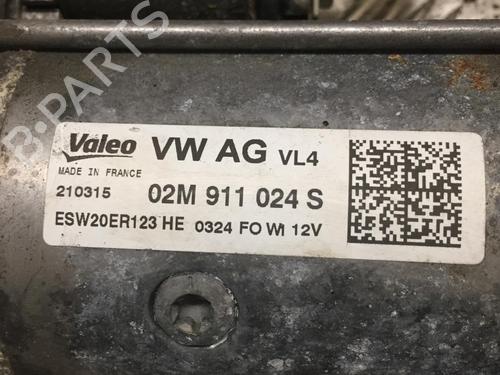 B-PARTS
Valeo VW AG VL4
MADE IN FRANCE
210315 02M 911 024 S
ESW20ER123 HE 0324 FO WI 12V